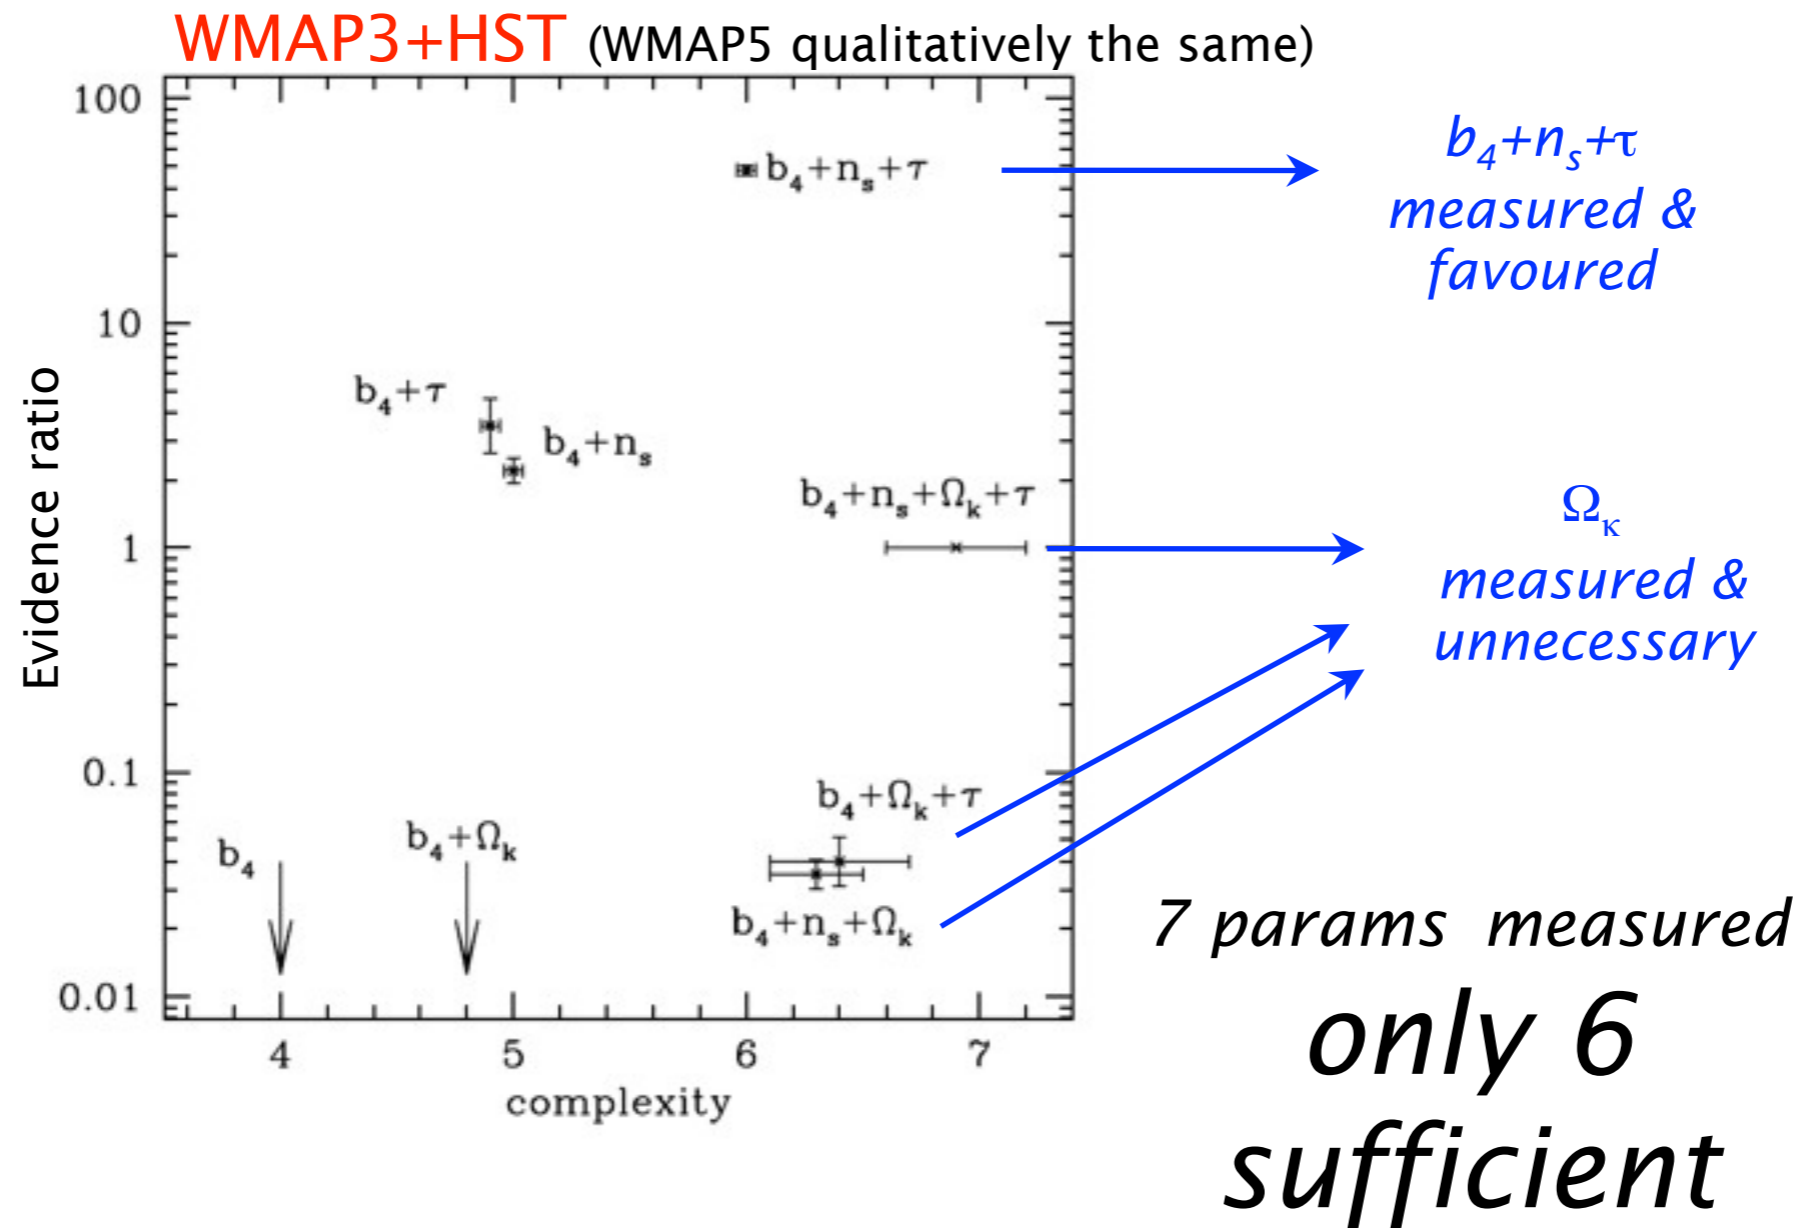 WMAP3+HST (WMAP5 qualitatively the same)
100
10
1
0.1
0.01
Evidence ratio
b₄+nₛ+τ
b₄+τ
b₄+nₛ
b₄+nₛ+Ωₖ+τ
b₄+Ωₖ+τ
b₄
b₄+Ωₖ
b₄+nₛ+Ωₖ
4 5 6 7
complexity
b₄+nₛ+τ
measured &
favoured
Ω_κ
measured &
unnecessary
7 params measured
only 6
sufficient